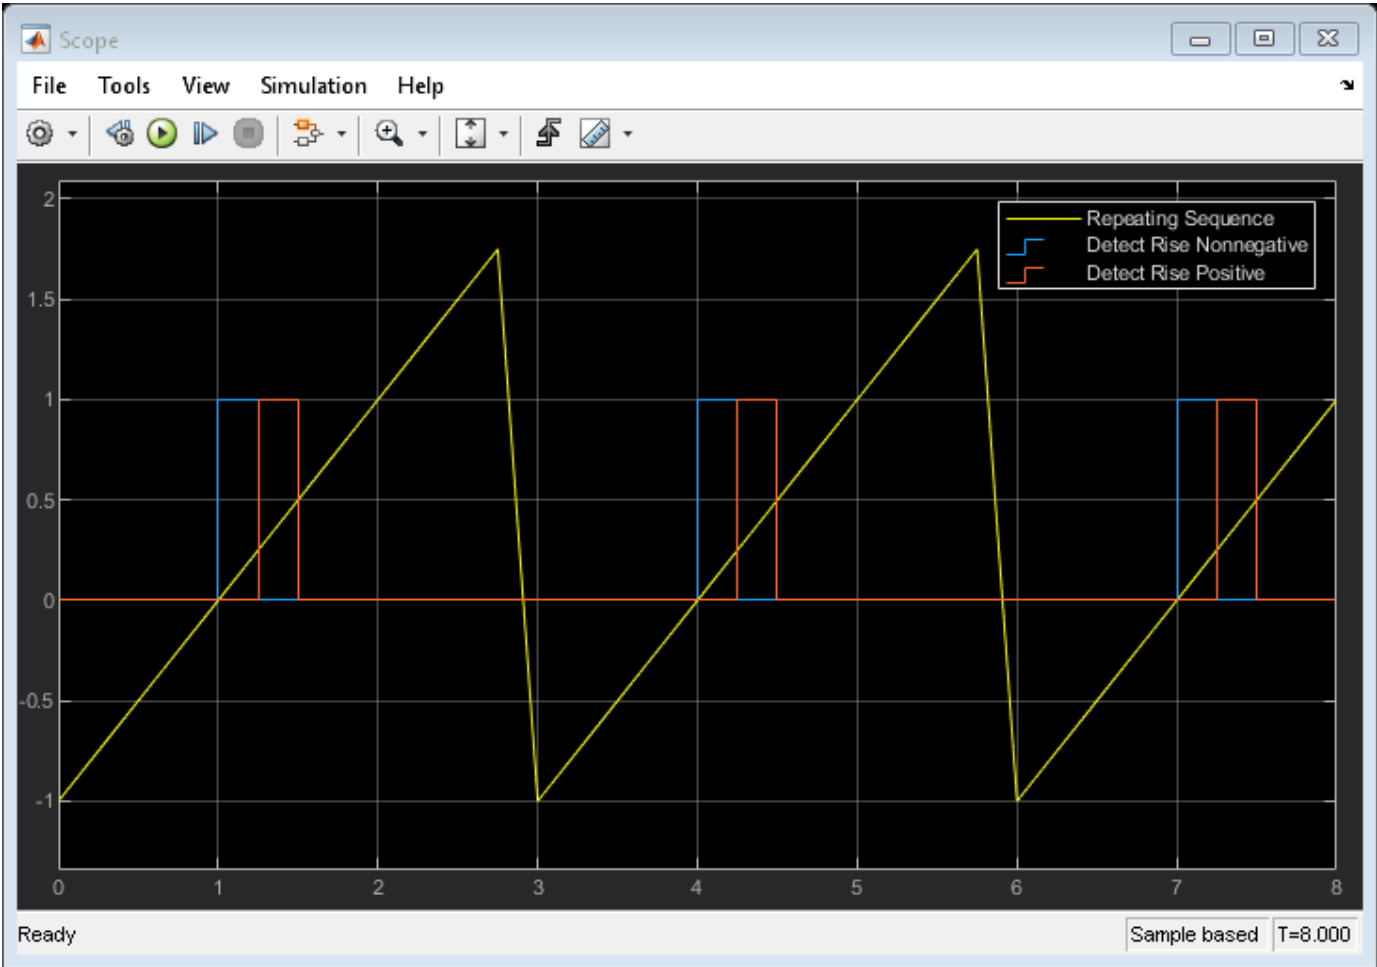 Scope
File Tools View Simulation Help
2
1.5
1
0.5
0
-0.5
-1
Repeating Sequence
Detect Rise Nonnegative
Detect Rise Positive
0 1 2 3 4 5 6 7 8
Ready Sample based T=8.000